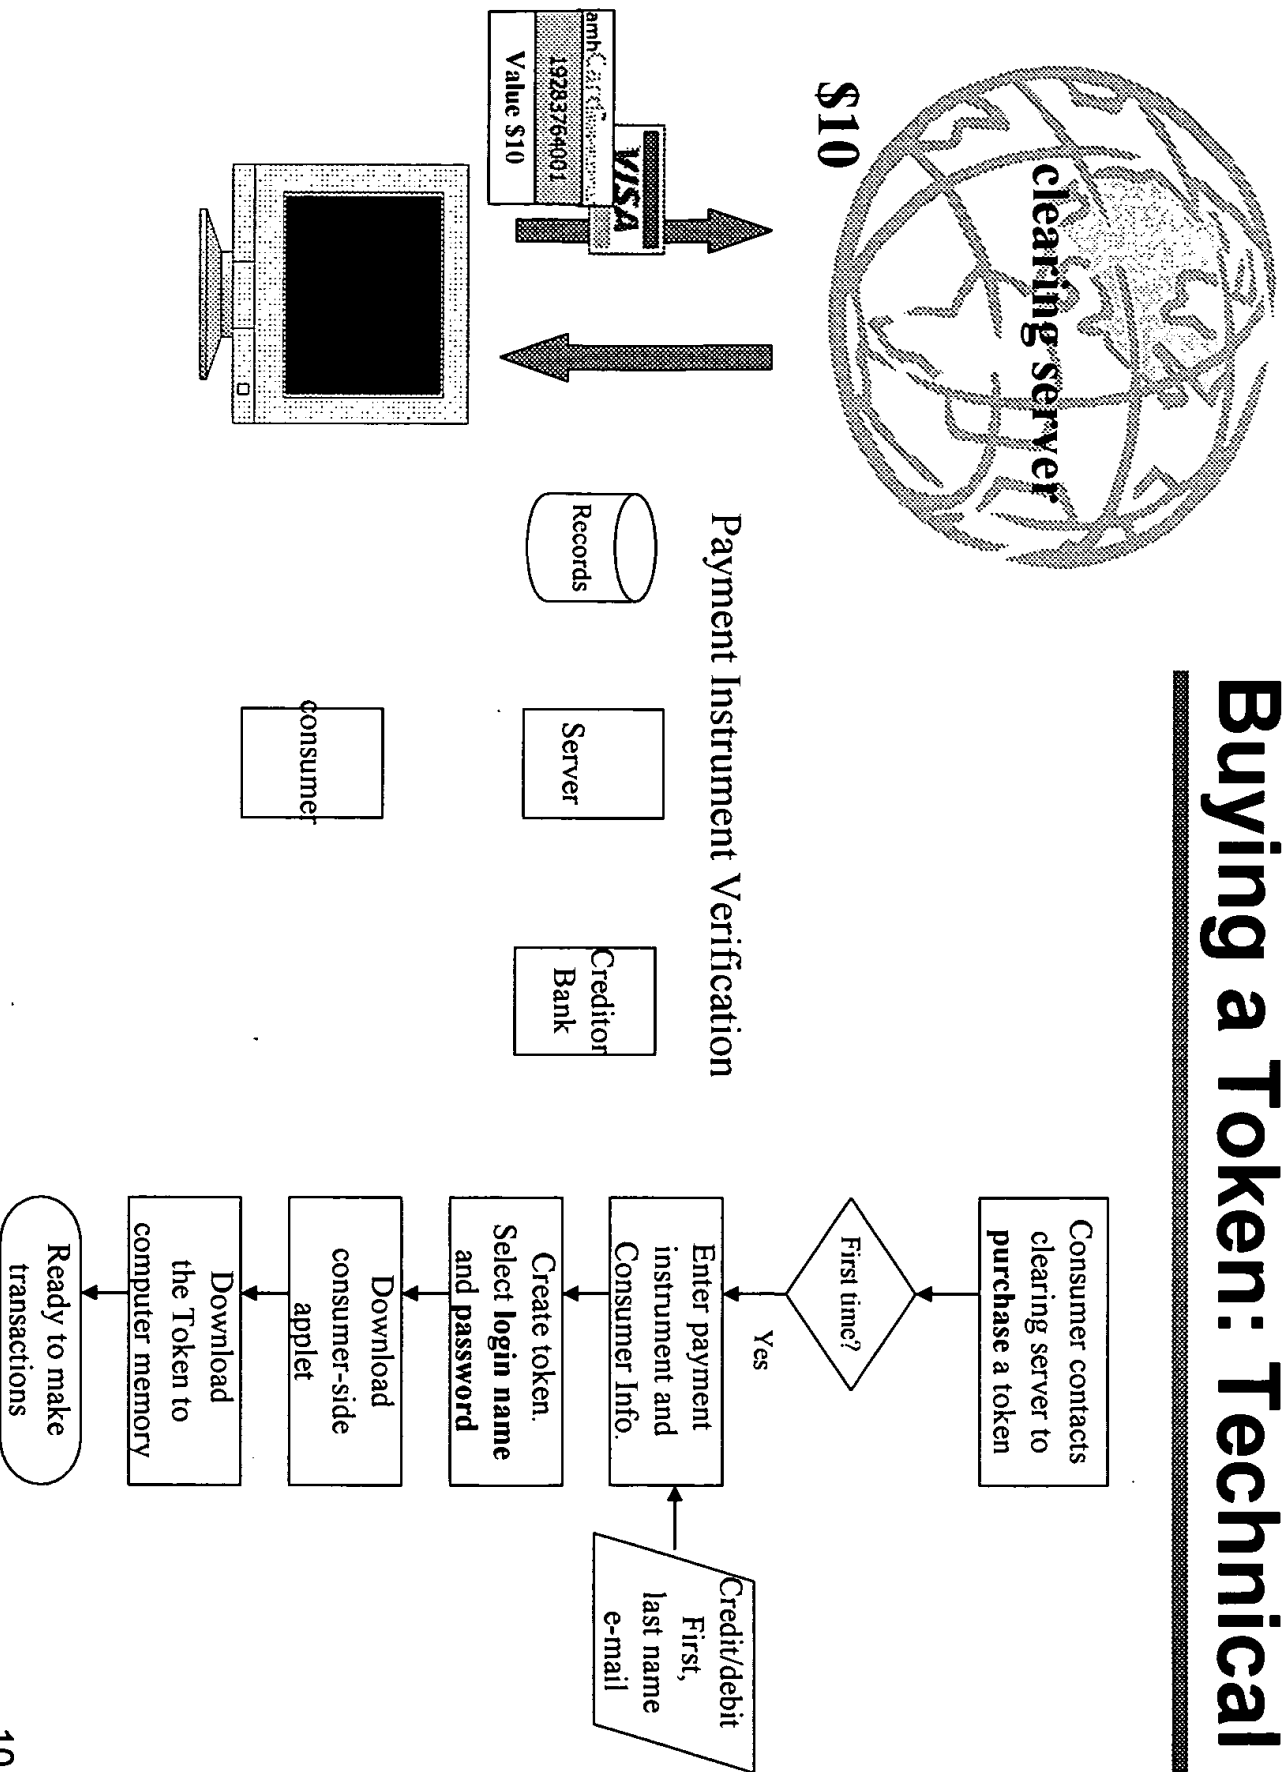 Buying a Token: Technical
clearing server
$10
VISA
amhCard
19283764001
Value $10
Payment Instrument Verification
Records
Server
Creditor
Bank
consumer
Consumer contacts
clearing server to
purchase a token
First time?
Yes
Enter payment
instrument and
Consumer Info.
Credit/debit
First,
last name
e-mail
Create token.
Select login name
and password
Download
consumer-side
applet
Download
the Token to
computer memory
Ready to make
transactions
10